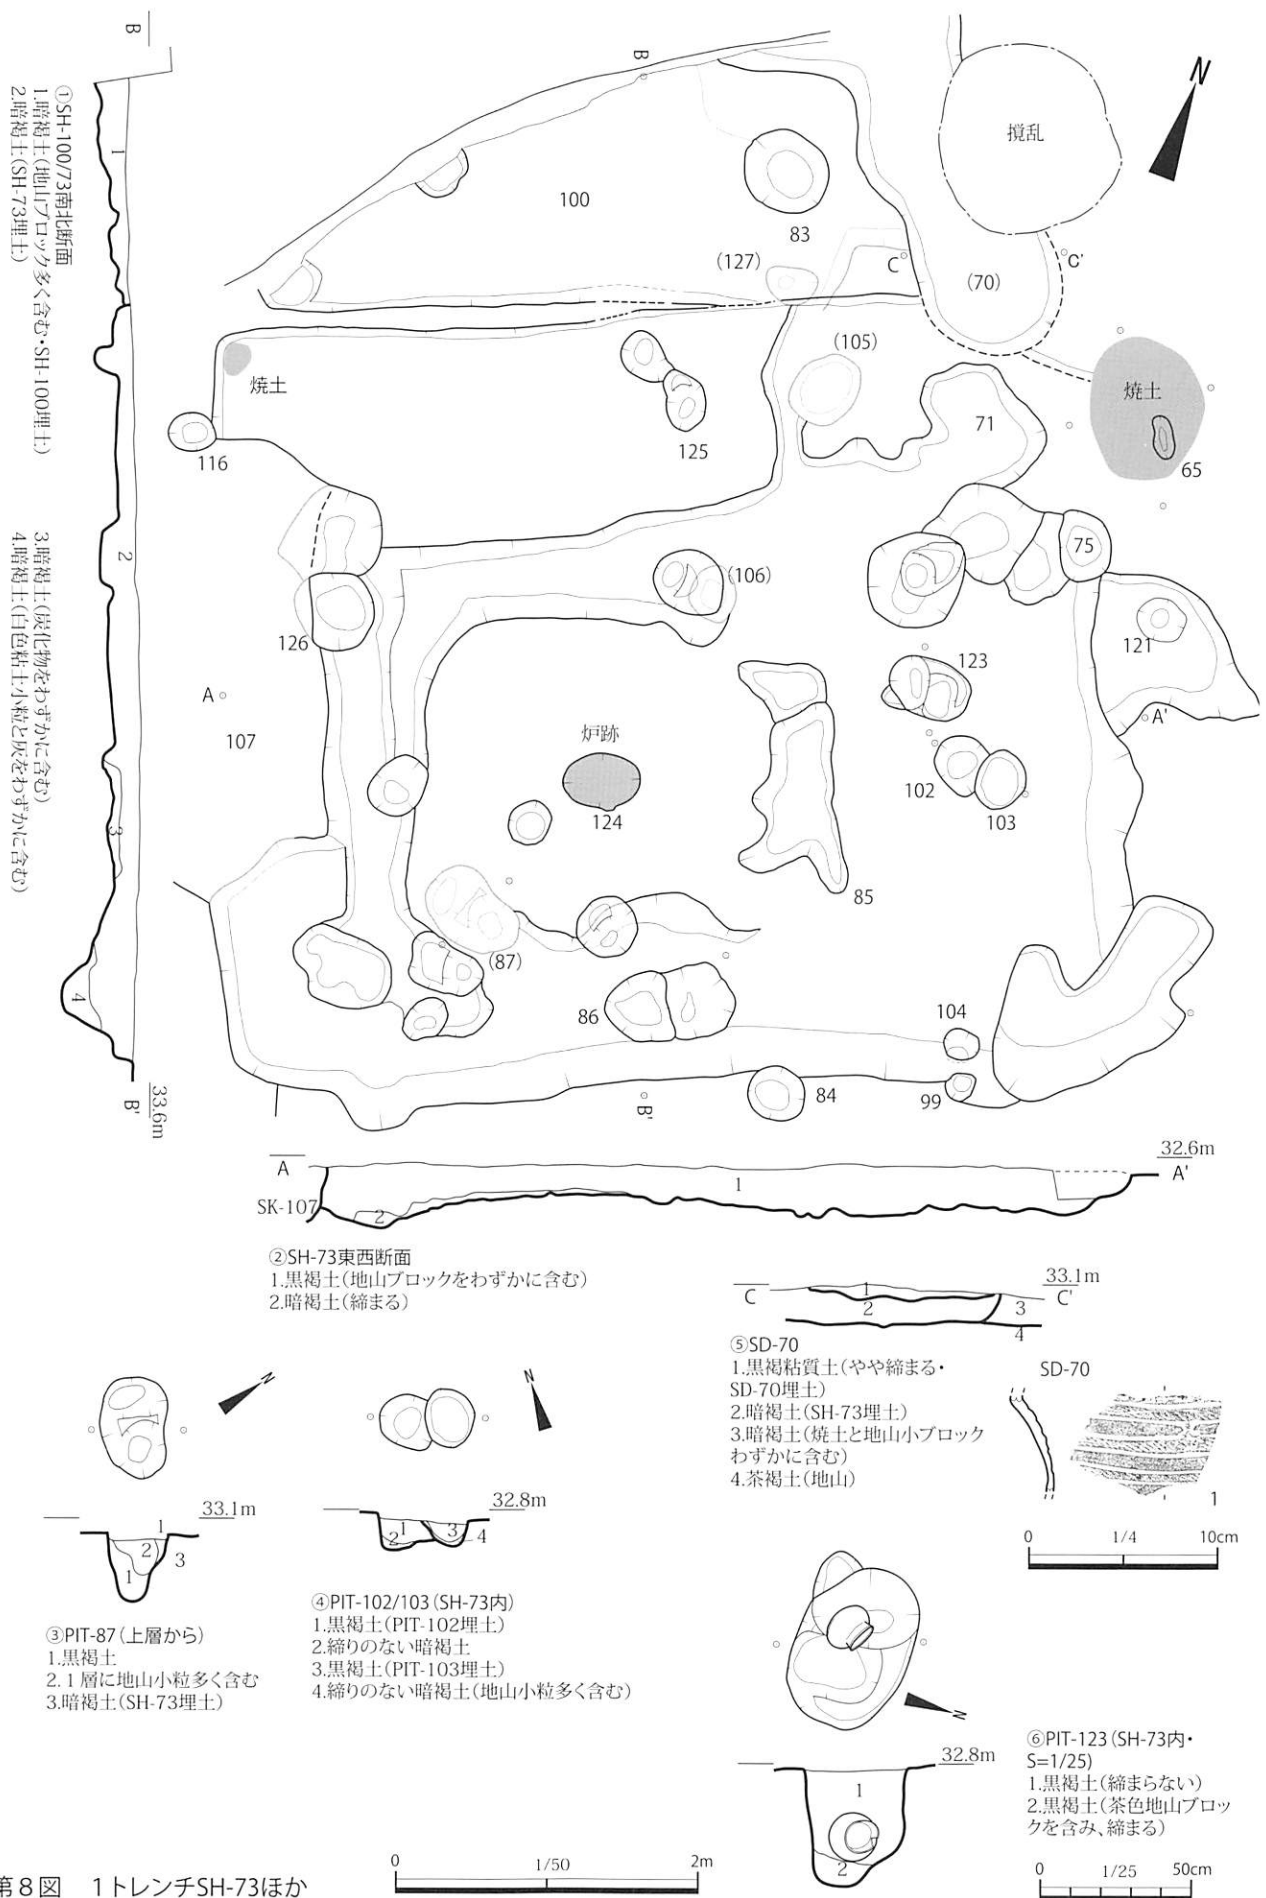 B
①SH-100/73南北断面
1.暗褐土(地山ブロック多く含む・SH-100埋土)
2.暗褐土(SH-73埋土)
3.暗褐土(炭化物をわずかに含む)
4.暗褐土(白色粘土小粒と灰をわずかに含む)
1
2
3
4
33.6m
B'
B
N
撹乱
100
83
(127)
C
C'
(70)
(105)
焼土
焼土
71
65
116
125
75
(106)
121
126
123
A
A'
107
炉跡
102
124
103
85
(87)
86
104
84
99
B'
32.6m
A
A'
1
SK-107
2
②SH-73東西断面
1.黒褐土(地山ブロックをわずかに含む)
2.暗褐土(締まる)
33.1m
C
1
C'
2
3
4
⑤SD-70
1.黒褐粘質土(やや締まる・
SD-70埋土)
2.暗褐土(SH-73埋土)
3.暗褐土(焼土と地山小ブロック
わずかに含む)
4.茶褐土(地山)
SD-70
1
0 1/4 10cm
N
33.1m
1
2
3
1
③PIT-87(上層から)
1.黒褐土
2.1層に地山小粒多く含む
3.暗褐土(SH-73埋土)
N
32.8m
1
2
3
4
④PIT-102/103(SH-73内)
1.黒褐土(PIT-102埋土)
2.締りのない暗褐土
3.黒褐土(PIT-103埋土)
4.締りのない暗褐土(地山小粒多く含む)
N
32.8m
1
2
⑥PIT-123(SH-73内・
S=1/25)
1.黒褐土(締まらない)
2.黒褐土(茶色地山ブロッ
クを含み、締まる)
0 1/25 50cm
0 1/50 2m
第8図 1トレンチSH-73ほか